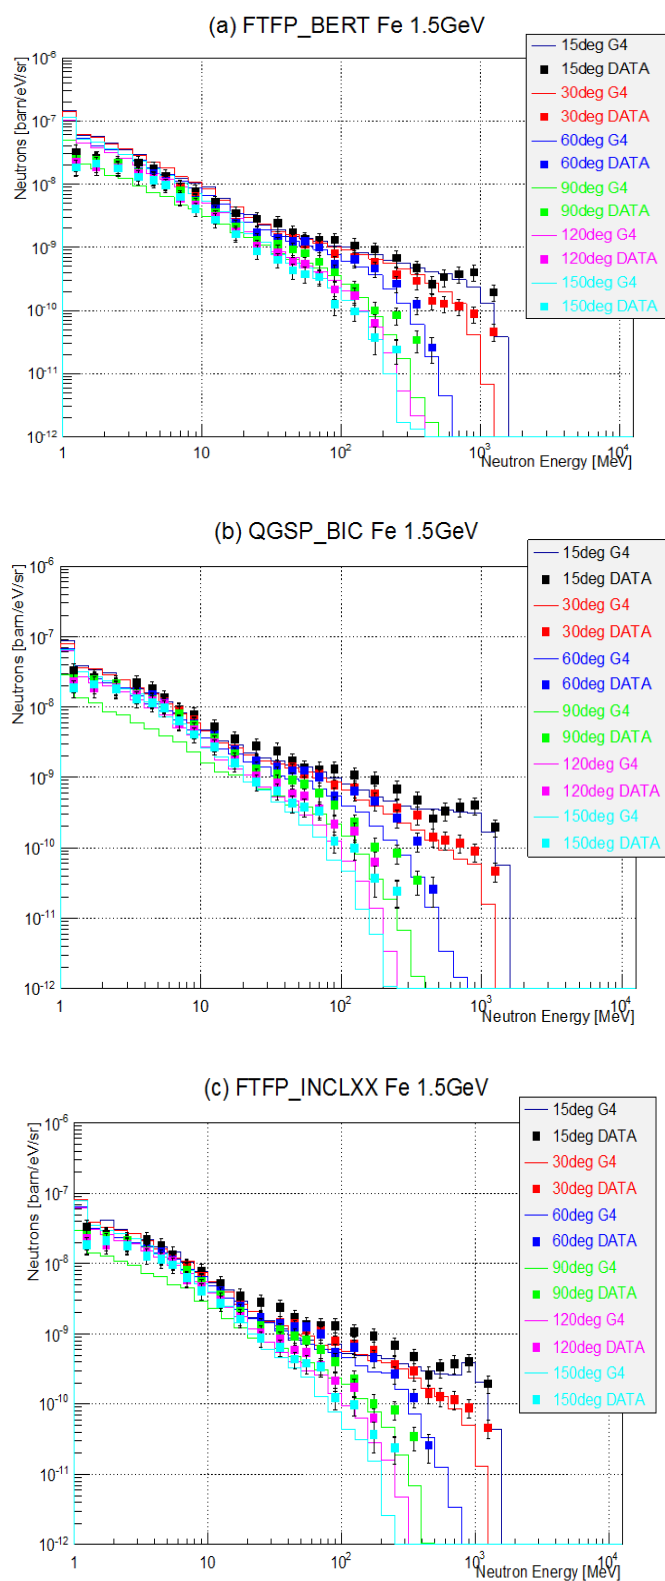 (a) FTFP_BERT Fe 1.5GeV
Neutrons [barn/eV/sr]
10⁻⁶
10⁻⁷
10⁻⁸
10⁻⁹
10⁻¹⁰
10⁻¹¹
10⁻¹²
15deg G4
15deg DATA
30deg G4
30deg DATA
60deg G4
60deg DATA
90deg G4
90deg DATA
120deg G4
120deg DATA
150deg G4
150deg DATA
1
10
10²
10³
10⁴
Neutron Energy [MeV]
(b) QGSP_BIC Fe 1.5GeV
Neutrons [barn/eV/sr]
10⁻⁶
10⁻⁷
10⁻⁸
10⁻⁹
10⁻¹⁰
10⁻¹¹
10⁻¹²
15deg G4
15deg DATA
30deg G4
30deg DATA
60deg G4
60deg DATA
90deg G4
90deg DATA
120deg G4
120deg DATA
150deg G4
150deg DATA
1
10
10²
10³
10⁴
Neutron Energy [MeV]
(c) FTFP_INCLXX Fe 1.5GeV
Neutrons [barn/eV/sr]
10⁻⁶
10⁻⁷
10⁻⁸
10⁻⁹
10⁻¹⁰
10⁻¹¹
10⁻¹²
15deg G4
15deg DATA
30deg G4
30deg DATA
60deg G4
60deg DATA
90deg G4
90deg DATA
120deg G4
120deg DATA
150deg G4
150deg DATA
1
10
10²
10³
10⁴
Neutron Energy [MeV]